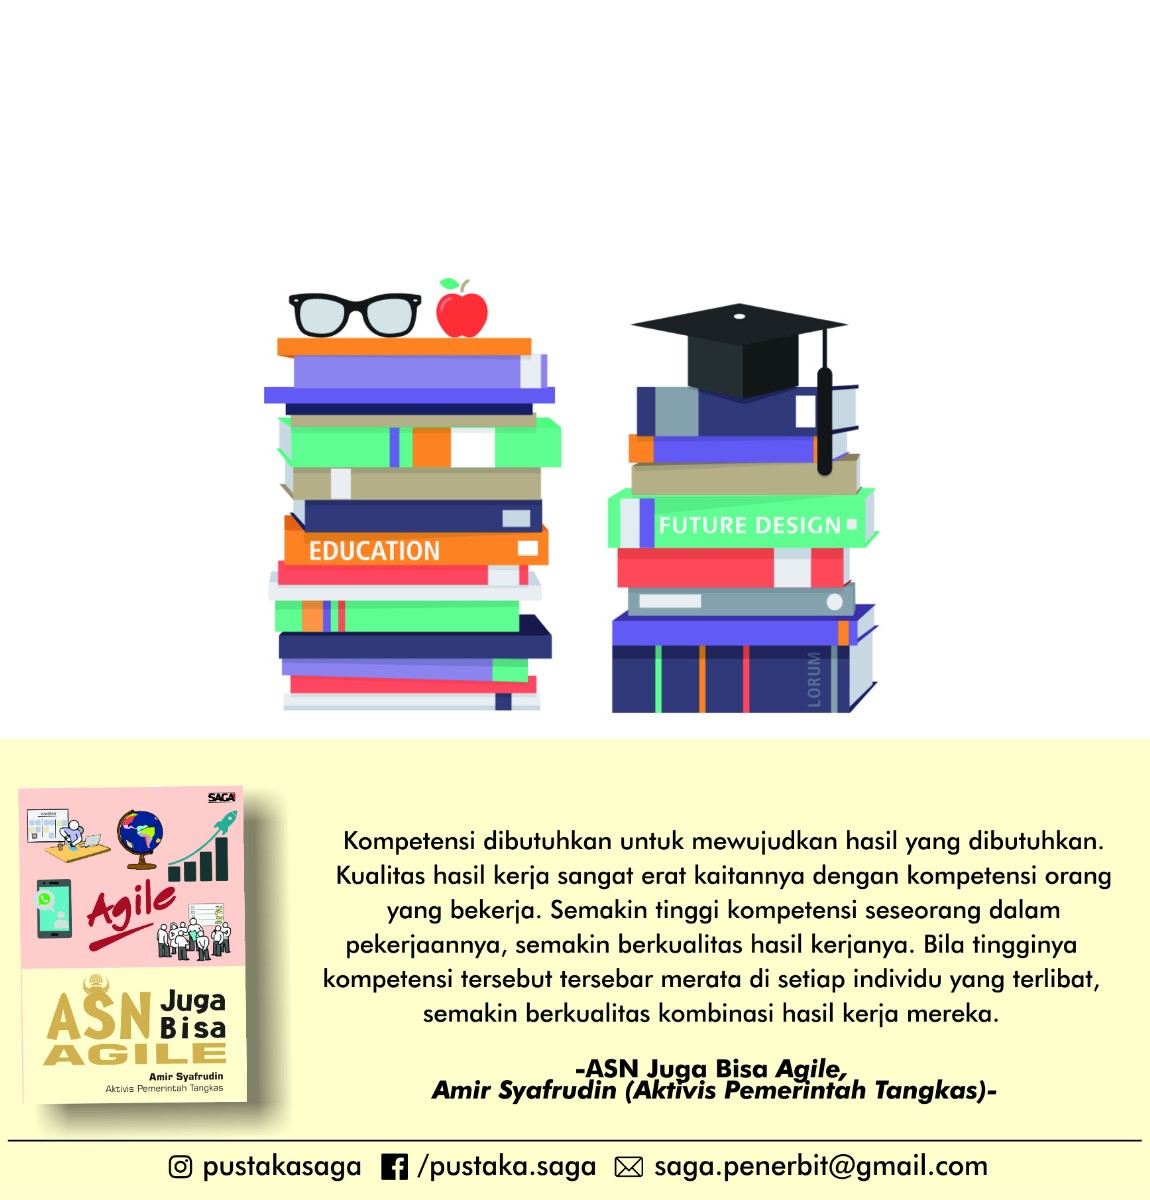 EDUCATION
FUTURE DESIGN
LORUM
SAGA
Agile
ASN Juga
Bisa
AGILE
Amir Syafrudin
Aktivis Pemerintah Tangkas
Kompetensi dibutuhkan untuk mewujudkan hasil yang dibutuhkan.
Kualitas hasil kerja sangat erat kaitannya dengan kompetensi orang
yang bekerja. Semakin tinggi kompetensi seseorang dalam
pekerjaannya, semakin berkualitas hasil kerjanya. Bila tingginya
kompetensi tersebut tersebar merata di setiap individu yang terlibat,
semakin berkualitas kombinasi hasil kerja mereka.
-ASN Juga Bisa Agile,
Amir Syafrudin (Aktivis Pemerintah Tangkas)-
pustakasaga /pustaka.saga saga.penerbit@gmail.com